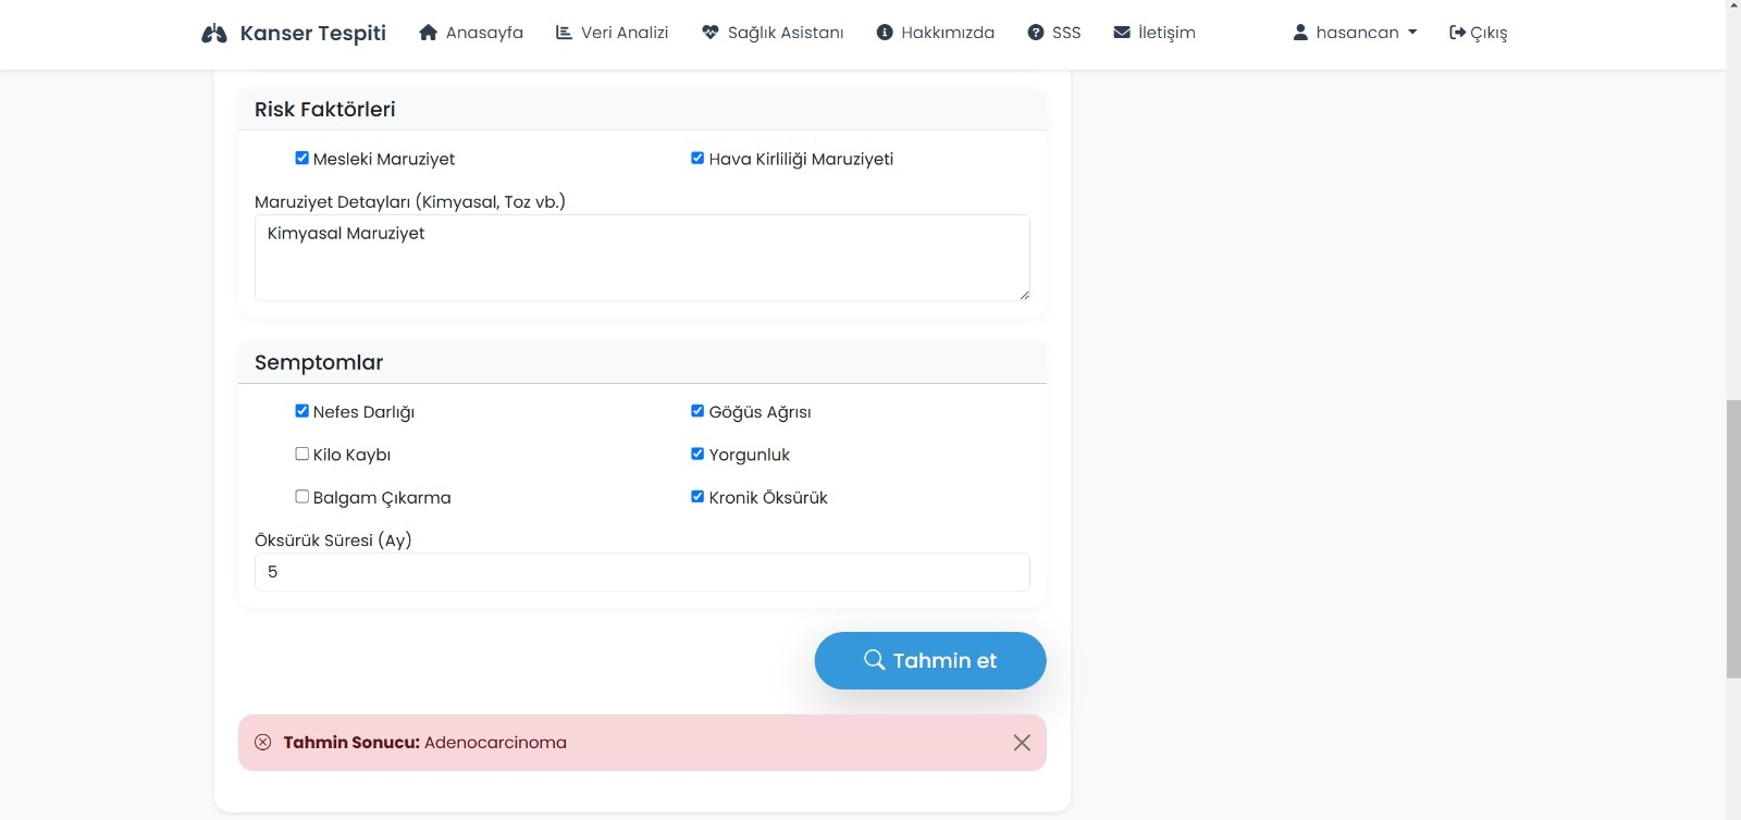 Kanser Tespiti Anasayfa Veri Analizi Sağlık Asistanı Hakkımızda SSS İletişim hasancan Çıkış
Risk Faktörleri
Mesleki Maruziyet Hava Kirliliği Maruziyeti
Maruziyet Detayları (Kimyasal, Toz vb.)
Kimyasal Maruziyet
Semptomlar
Nefes Darlığı Göğüs Ağrısı
Kilo Kaybı Yorgunluk
Balgam Çıkarma Kronik Öksürük
Öksürük Süresi (Ay)
5
Tahmin et
Tahmin Sonucu: Adenocarcinoma